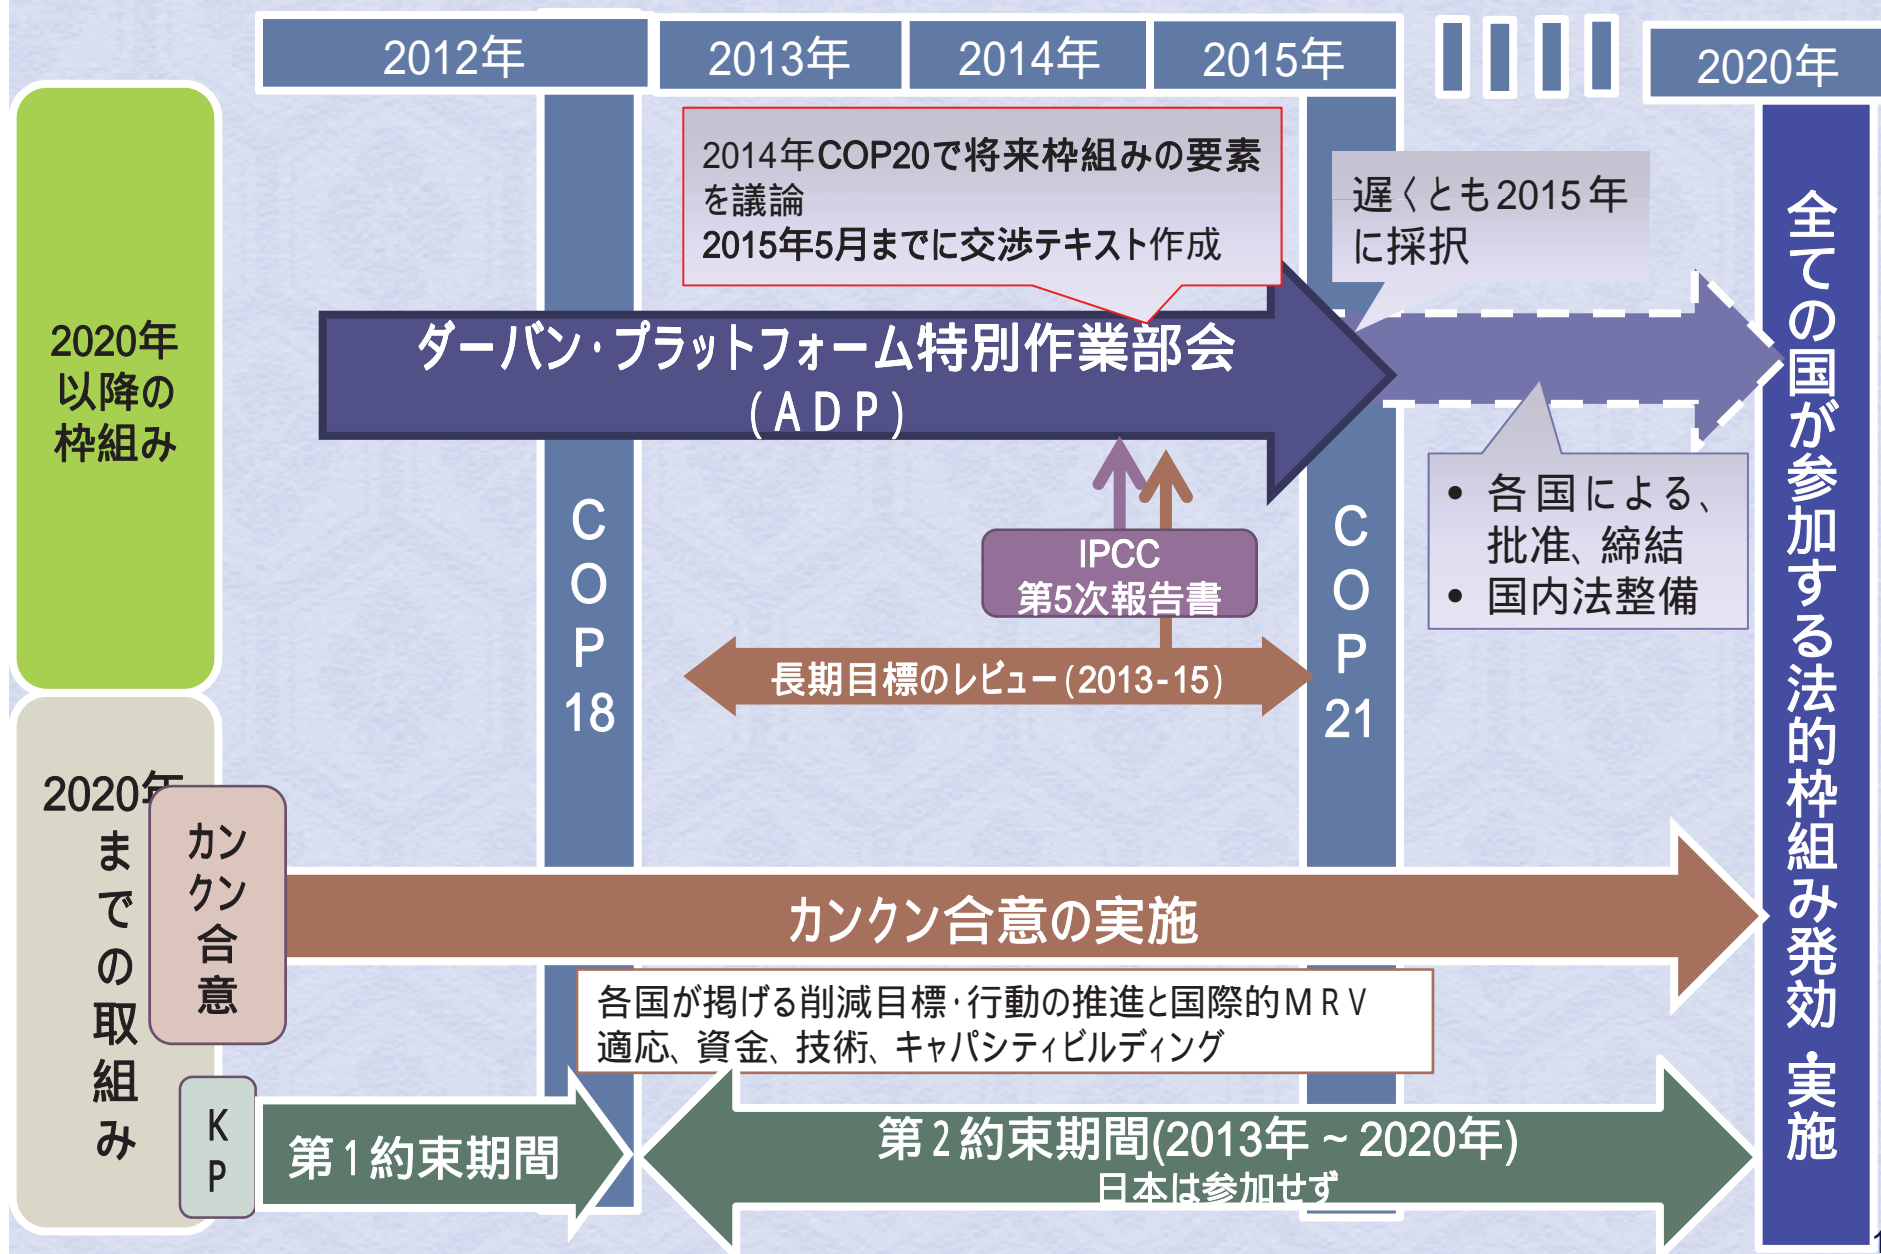 2012年
2013年
2014年
2015年
2020年
2020年
以降の
枠組み
2014年COP20で将来枠組みの要素
を議論
2015年5月までに交渉テキスト作成
遅くとも2015年
に採択
ダーバン・プラットフォーム特別作業部会
(ADP)
• 各国による、
批准、締結
• 国内法整備
COP18
COP21
IPCC
第5次報告書
長期目標のレビュー(2013-15)
全ての国が参加する法的枠組み発効・実施
2020年
までの取組み
カンクン合意
カンクン合意の実施
各国が掲げる削減目標・行動の推進と国際的MRV
適応、資金、技術、キャパシティビルディング
KP
第1約束期間
第2約束期間(2013年~2020年)
日本は参加せず